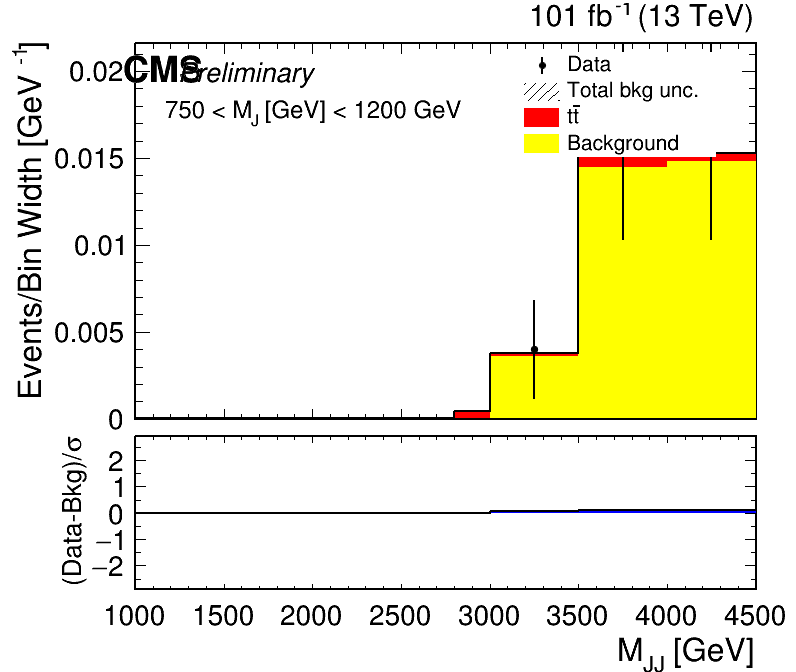 101 fb⁻¹ (13 TeV)
CMS Preliminary
750 < M_J [GeV] < 1200 GeV
Data
Total bkg unc.
tt̄
Background
Events/Bin Width [GeV⁻¹]
0.02
0.015
0.01
0.005
0
(Data-Bkg)/σ
2
1
0
−1
−2
1000 1500 2000 2500 3000 3500 4000 4500
M_JJ [GeV]